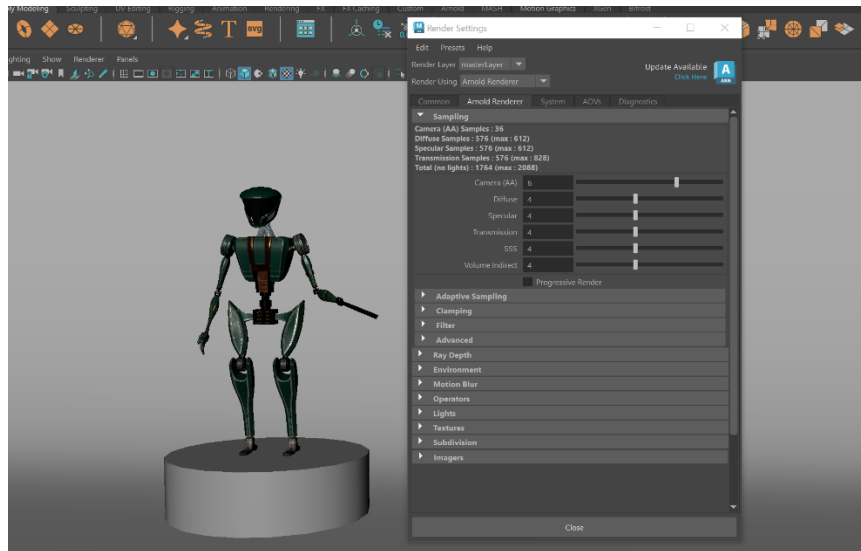 Poly Modeling Sculpting UV Editing Rigging Animation Rendering FX FX Caching Custom Arnold MASH Motion Graphics XGen Bifrost
SVG
Lighting Show Renderer Panels
Render Settings
Edit Presets Help
Render Layer masterLayer
Update Available
Click Here
Render Using Arnold Renderer
A
ARN
Common Arnold Renderer System AOVs Diagnostics
Sampling
Camera (AA) Samples : 36
Diffuse Samples : 576 (max : 612)
Specular Samples : 576 (max : 612)
Transmission Samples : 576 (max : 828)
Total (no lights) : 1764 (max : 2088)
Camera (AA) 6
Diffuse 4
Specular 4
Transmission 4
SSS 4
Volume Indirect 4
Progressive Render
Adaptive Sampling
Clamping
Filter
Advanced
Ray Depth
Environment
Motion Blur
Operators
Lights
Textures
Subdivision
Imagers
Close